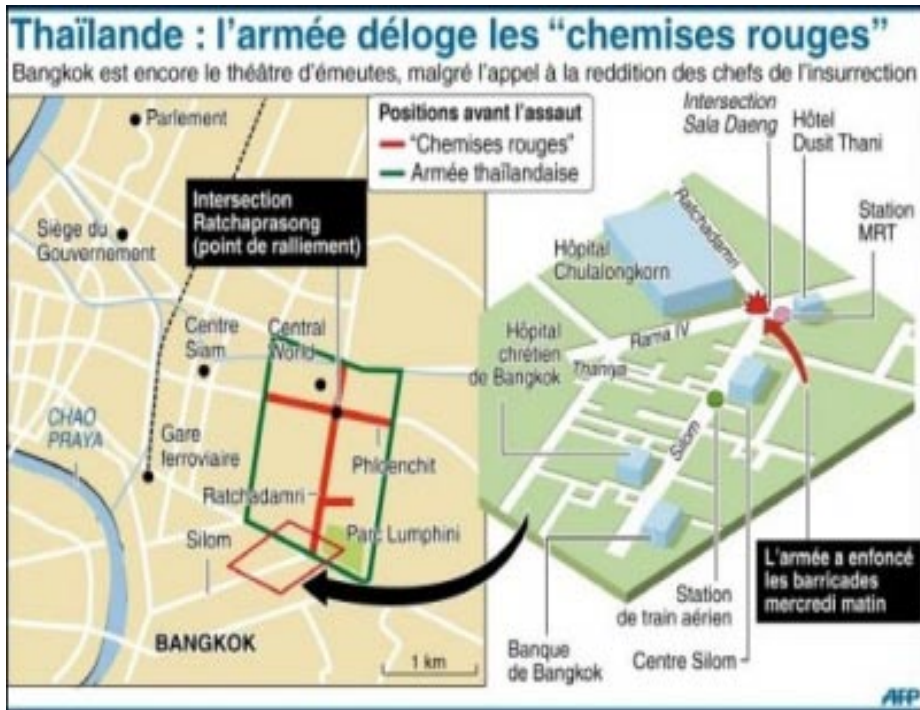 Thaïlande : l'armée déloge les "chemises rouges"
Bangkok est encore le théâtre d'émeutes, malgré l'appel à la reddition des chefs de l'insurrection
Positions avant l'assaut
"Chemises rouges"
Armée thaïlandaise
Parlement
Intersection
Ratchaprasong
(point de ralliement)
Siège du
Gouvernement
Centre
Siam
Central
World
CHAO
PRAYA
Gare
ferroviaire
Phloenchit
Ratchadamri
Silom
Parc Lumphini
BANGKOK
1 km
Intersection
Sala Daeng
Hôtel
Dusit Thani
Station
MRT
Ratchadamri
Hôpital
Chulalongkorn
Rama IV
Hôpital
chrétien
de Bangkok
Thaniya
Silom
L'armée a enfoncé
les barricades
mercredi matin
Station
de train aérien
Banque
de Bangkok
Centre Silom
AFP